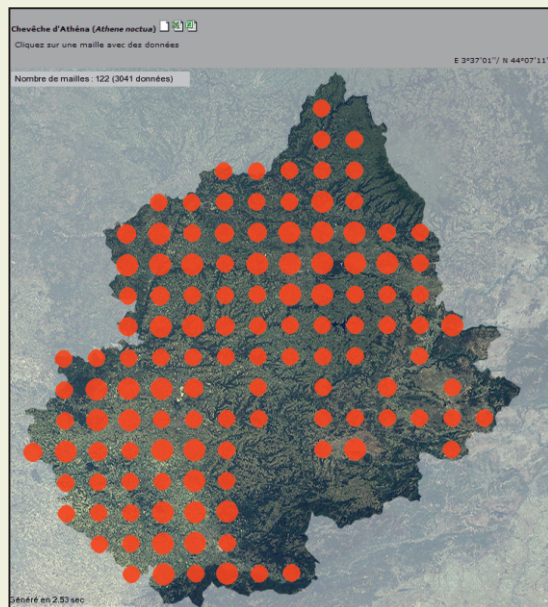 Chevêche d'Athéna (Athene noctua)
Cliquez sur une maille avec des données
E 3°37'01''/ N 44°07'11''
Nombre de mailles : 122 (3041 données)
Généré en 2.53 sec